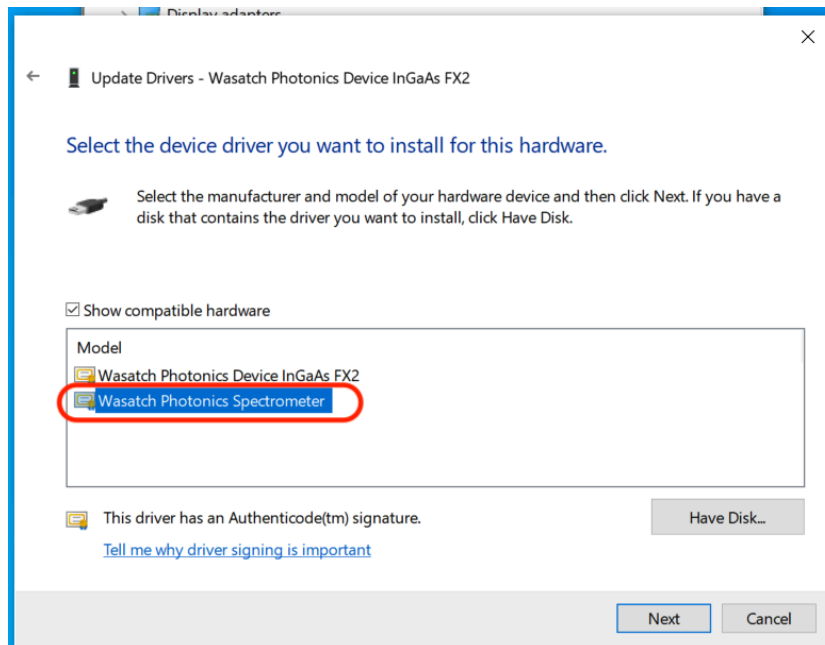 Display adapters
Update Drivers - Wasatch Photonics Device InGaAs FX2
Select the device driver you want to install for this hardware.
Select the manufacturer and model of your hardware device and then click Next. If you have a
disk that contains the driver you want to install, click Have Disk.
Show compatible hardware
Model
Wasatch Photonics Device InGaAs FX2
Wasatch Photonics Spectrometer
This driver has an Authenticode(tm) signature.
Have Disk...
Tell me why driver signing is important
Next
Cancel